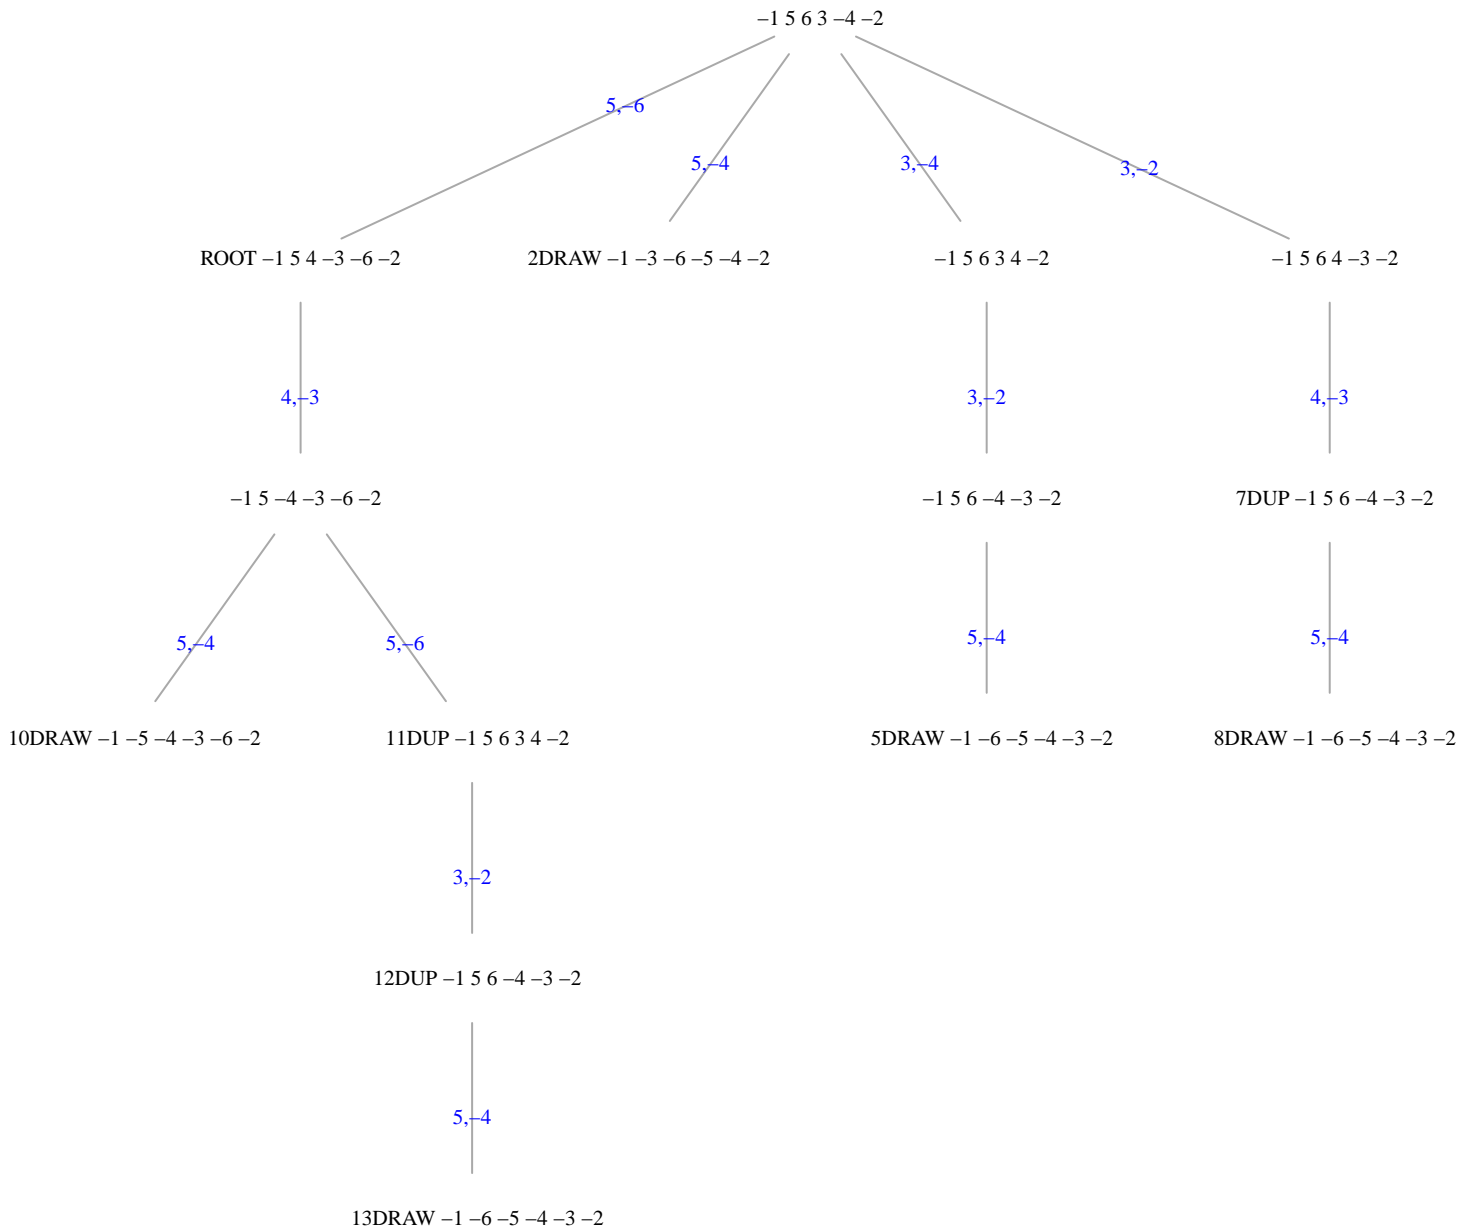 –1 5 6 3 –4 –2
5,–6
5,–4
3,–4
3,–2
ROOT –1 5 4 –3 –6 –2
2DRAW –1 –3 –6 –5 –4 –2
–1 5 6 3 4 –2
–1 5 6 4 –3 –2
4,–3
3,–2
4,–3
–1 5 –4 –3 –6 –2
–1 5 6 –4 –3 –2
7DUP –1 5 6 –4 –3 –2
5,–4
5,–6
5,–4
5,–4
10DRAW –1 –5 –4 –3 –6 –2
11DUP –1 5 6 3 4 –2
5DRAW –1 –6 –5 –4 –3 –2
8DRAW –1 –6 –5 –4 –3 –2
3,–2
12DUP –1 5 6 –4 –3 –2
5,–4
13DRAW –1 –6 –5 –4 –3 –2